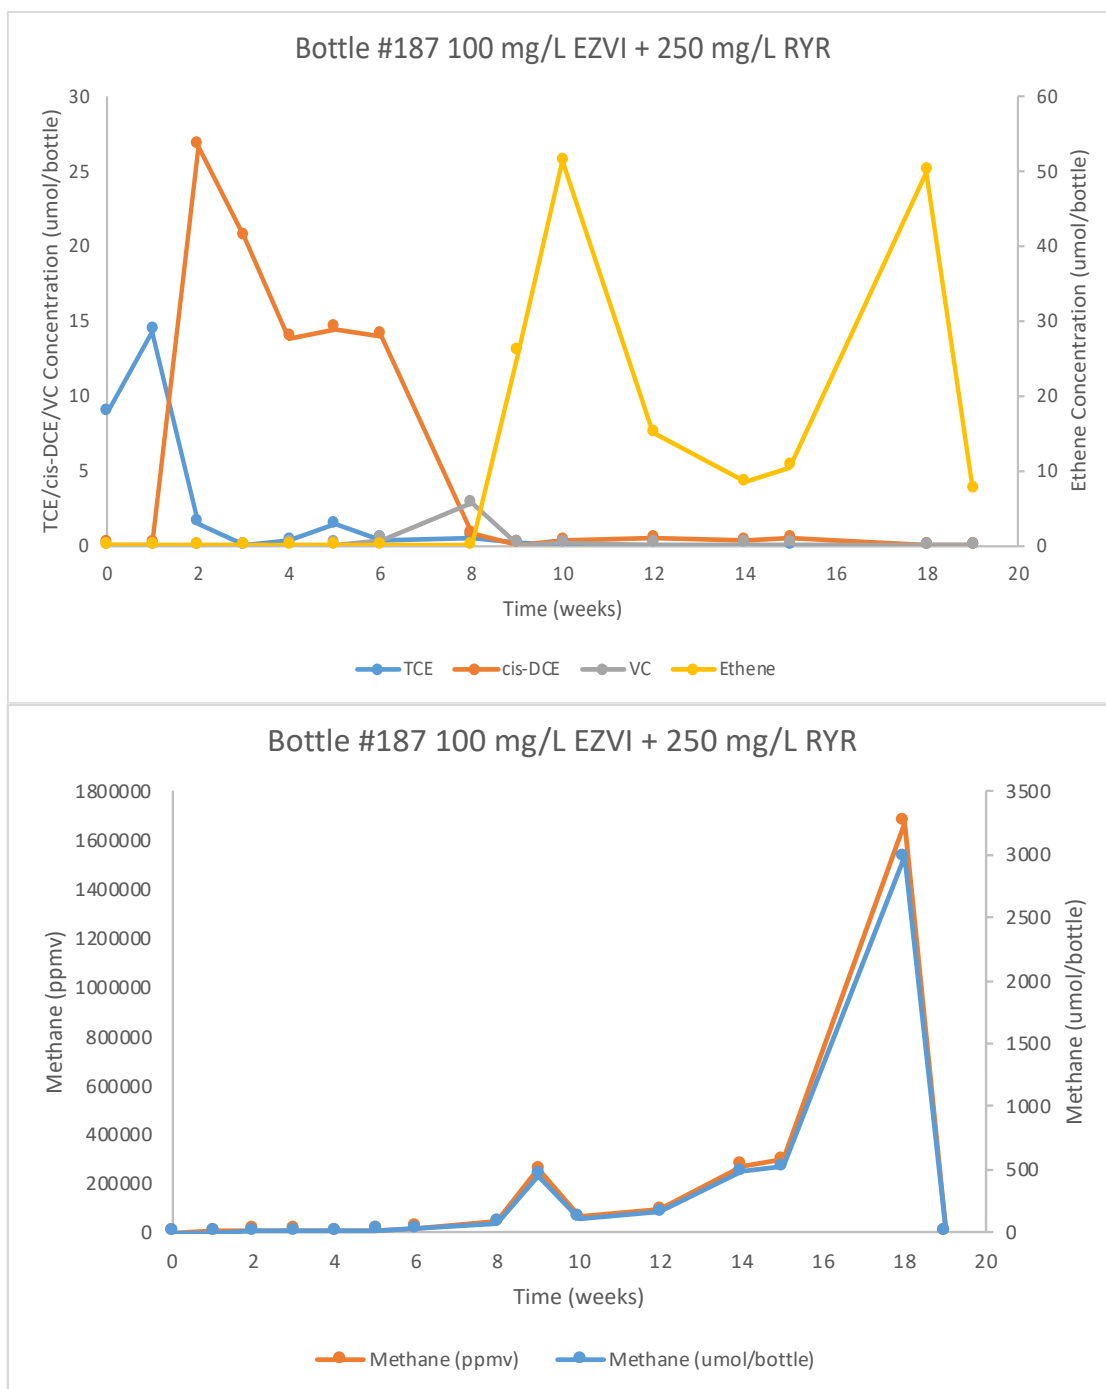 Bottle #187 100 mg/L EZVI + 250 mg/L RYR
TCE/cis-DCE/VC Concentration (umol/bottle)
30
25
20
15
10
5
0
60
50
40
30
20
10
0
Ethene Concentration (umol/bottle)
0 2 4 6 8 10 12 14 16 18 20
Time (weeks)
TCE cis-DCE VC Ethene
Bottle #187 100 mg/L EZVI + 250 mg/L RYR
Methane (ppmv)
1800000
1600000
1400000
1200000
1000000
800000
600000
400000
200000
0
3500
3000
2500
2000
1500
1000
500
0
Methane (umol/bottle)
0 2 4 6 8 10 12 14 16 18 20
Time (weeks)
Methane (ppmv) Methane (umol/bottle)